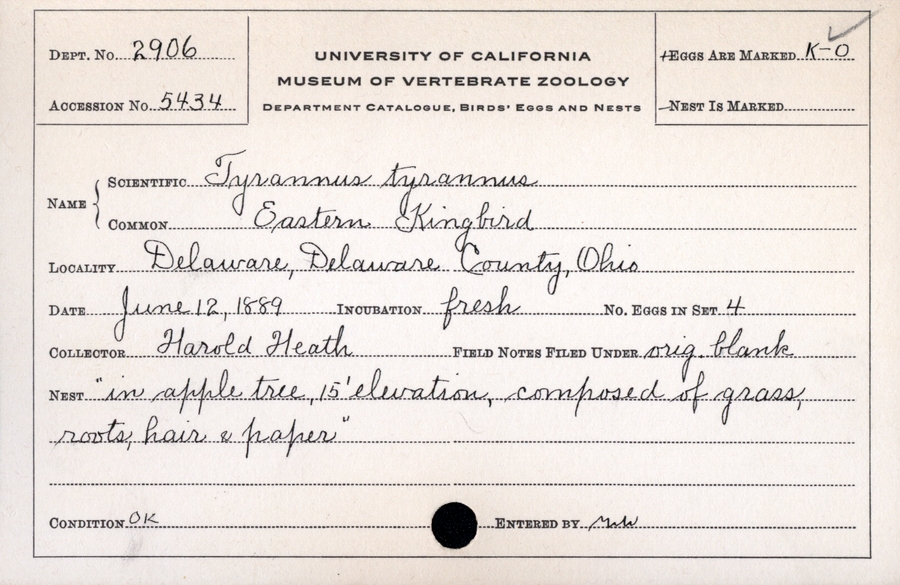 DEPT. No. 2906
ACCESSION No. 5434
UNIVERSITY OF CALIFORNIA
MUSEUM OF VERTEBRATE ZOOLOGY
DEPARTMENT CATALOGUE, BIRDS' EGGS AND NESTS
EGGS ARE MARKED K-0
NEST IS MARKED
NAME
SCIENTIFIC Tyrannus tyrannus
COMMON Eastern Kingbird
LOCALITY Delaware, Delaware County, Ohio
DATE June 12, 1889 INCUBATION fresh No. EGGS IN SET 4
COLLECTOR Harold Heath FIELD NOTES FILED UNDER orig. blank
NEST "in apple tree, 15' elevation, composed of grass,
roots, hair & paper"
CONDITION OK ENTERED BY